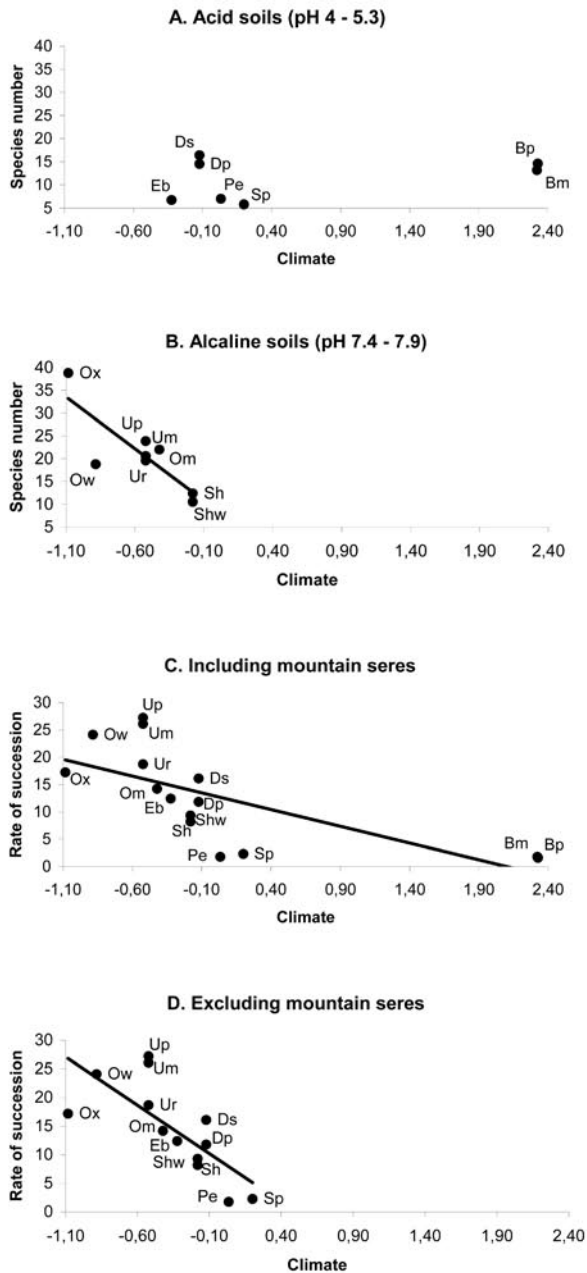 A. Acid soils (pH 4 - 5.3)
Species number
40
35
30
25
20
15
10
5
Ds
Dp
Eb
Pe
Sp
Bp
Bm
-1,10 -0,60 -0,10 0,40 0,90 1,40 1,90 2,40
Climate
B. Alcaline soils (pH 7.4 - 7.9)
Species number
40
35
30
25
20
15
10
5
Ox
Up
Um
Om
Ow
Ur
Sh
Shw
-1,10 -0,60 -0,10 0,40 0,90 1,40 1,90 2,40
Climate
C. Including mountain seres
Rate of succession
30
25
20
15
10
5
0
Up
Um
Ow
Ur
Ox
Ds
Om
Eb
Dp
Shw
Sh
Pe
Sp
Bm
Bp
-1,10 -0,60 -0,10 0,40 0,90 1,40 1,90 2,40
Climate
D. Excluding mountain seres
Rate of succession
30
25
20
15
10
5
0
Up
Um
Ow
Ur
Ox
Ds
Om
Dp
Eb
Shw
Sh
Pe
Sp
-1,10 -0,60 -0,10 0,40 0,90 1,40 1,90 2,40
Climate